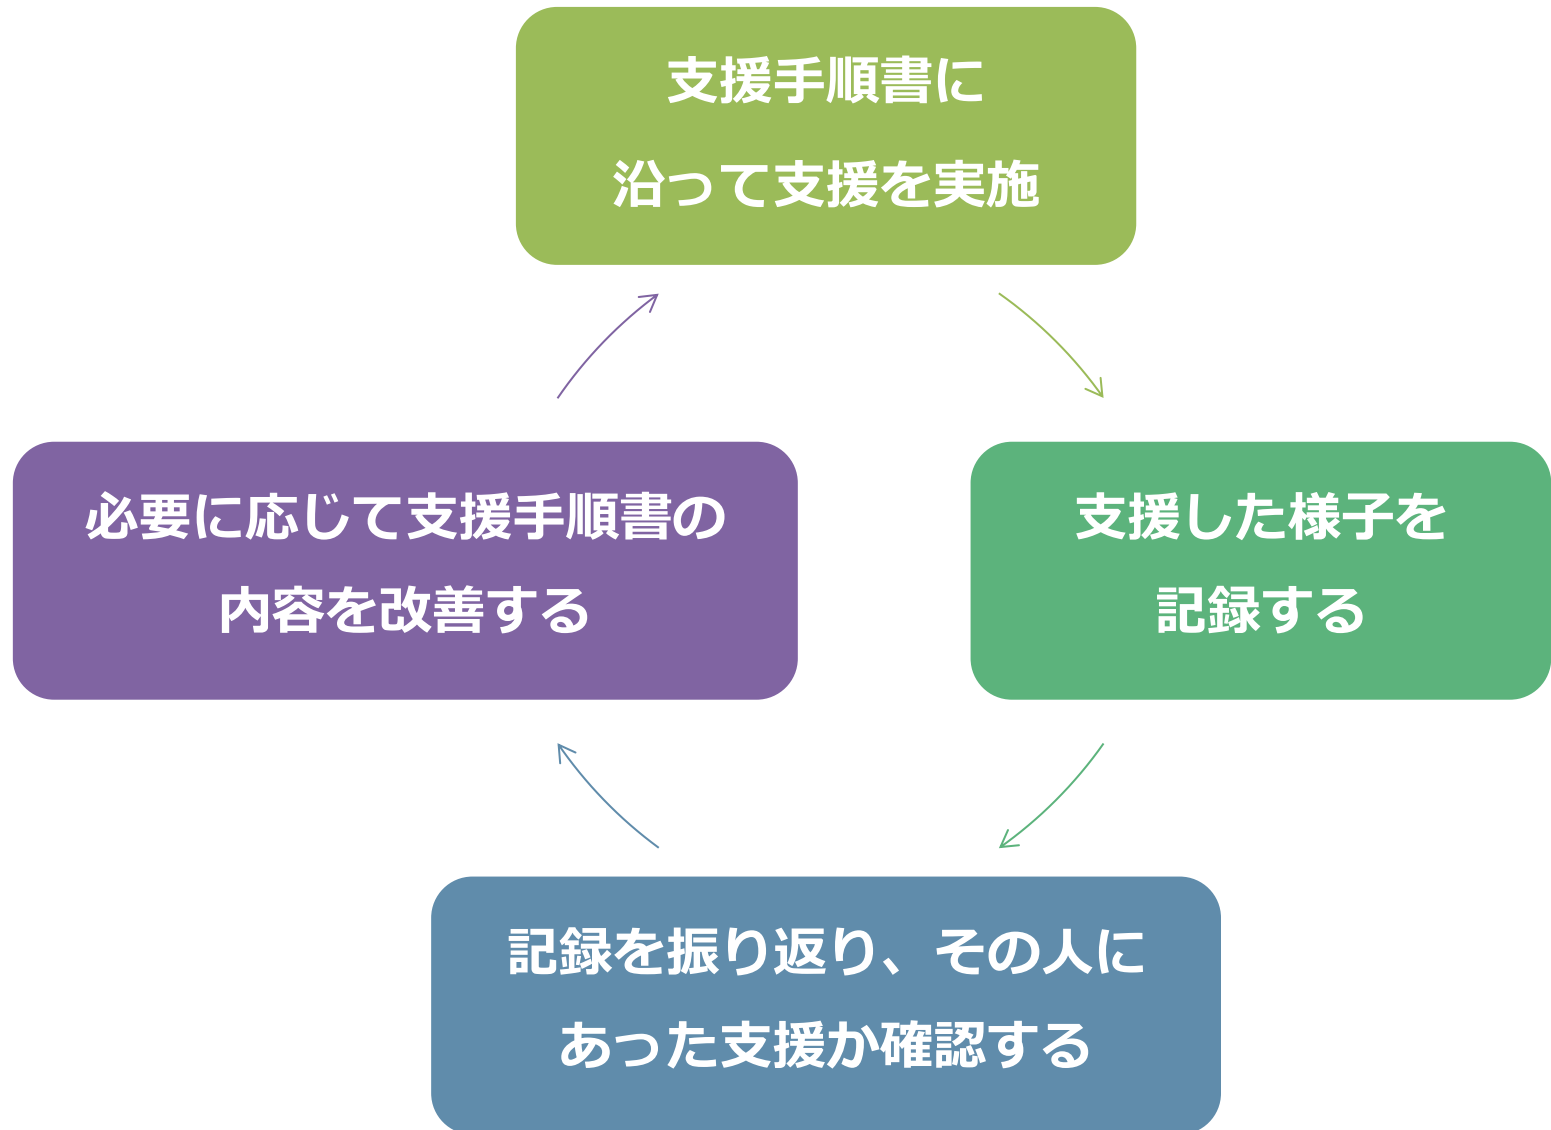 支援手順書に
沿って支援を実施
支援した様子を
記録する
記録を振り返り、その人に
あった支援か確認する
必要に応じて支援手順書の
内容を改善する